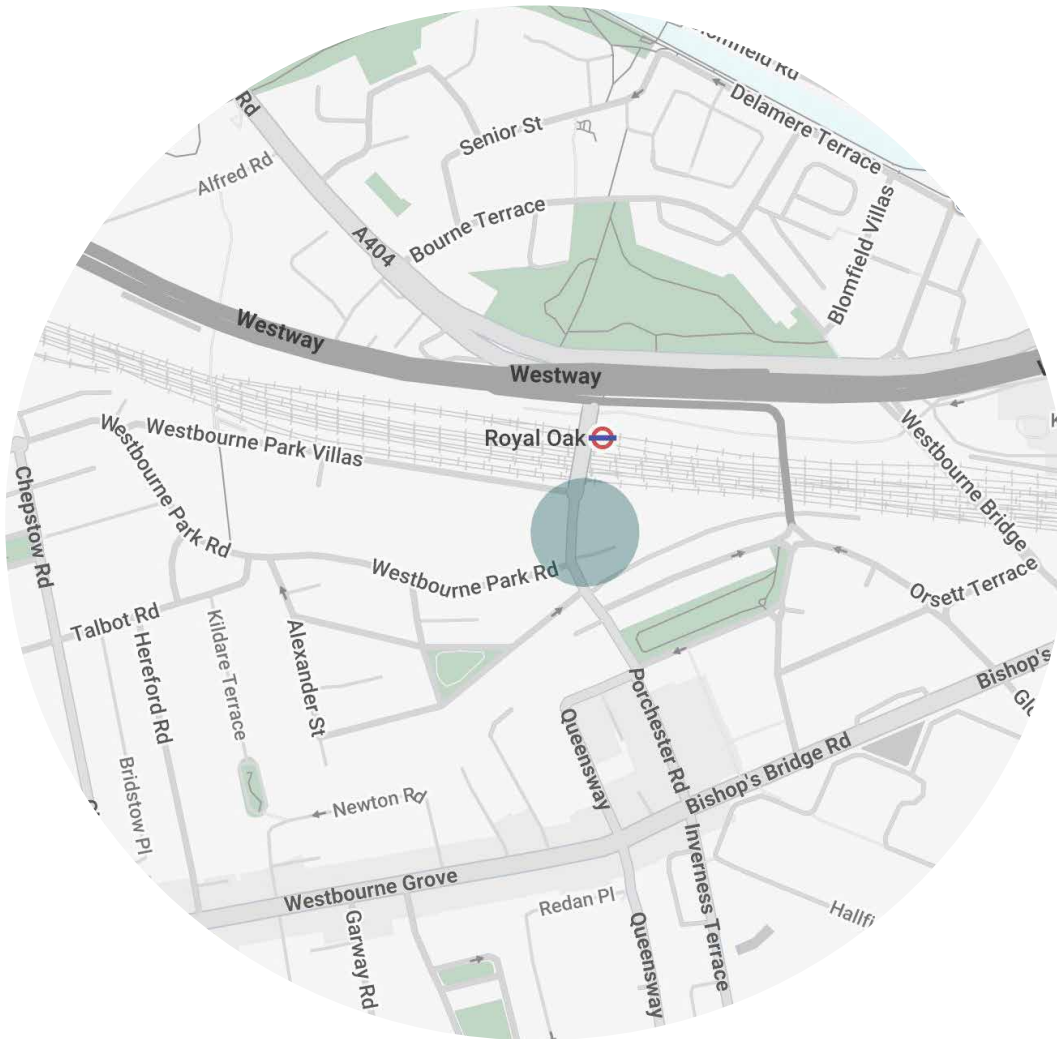 Blomfield Rd
Delamere Terrace
Rd
Senior St
Alfred Rd
Bourne Terrace
A404
Blomfield Villas
Westway
Westway
Royal Oak
Westbourne Park Villas
Westbourne Bridge
Westbourne Park Rd
Chepstow Rd
Westbourne Park Rd
Orsett Terrace
Talbot Rd
Hereford Rd
Kildare Terrace
Alexander St
Bishop's
Porchester Rd
Queensway
Bishop's Bridge Rd
Bridstow Pl
Newton Rd
Inverness Terrace
Westbourne Grove
Redan Pl
Garway Rd
Queensway